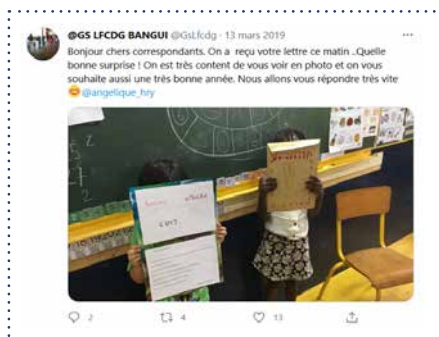 @GS LFCDG BANGUI @GsLfcdg · 13 mars 2019
Bonjour chers correspondants. On a reçu votre lettre ce matin ..Quelle
bonne surprise ! On est très content de vous voir en photo et on vous
souhaite aussi une très bonne année. Nous allons vous répondre très vite
😊 @angelique_hry
2
4
13